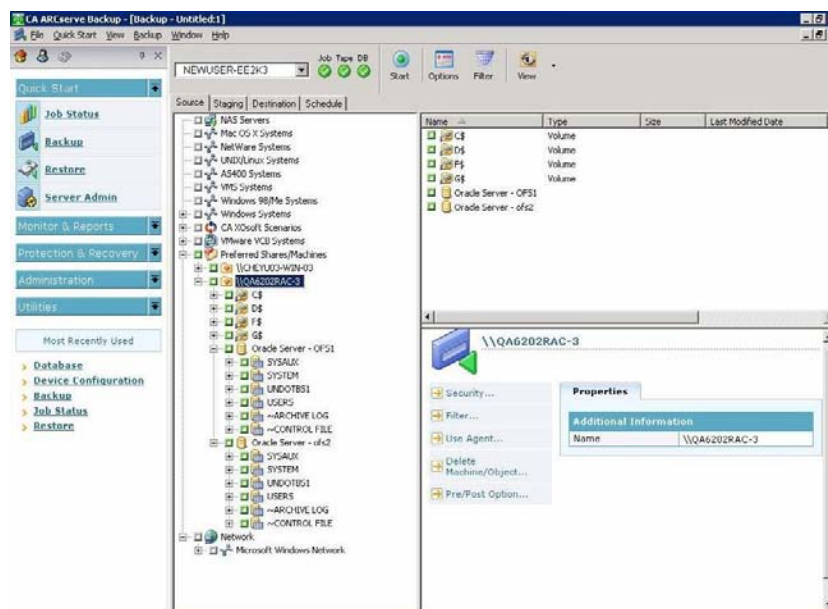 CA ARCserve Backup - [Backup - Untitled:1]
File Quick Start View Backup Window Help
NEWUSER-EE2K3
Job Tape DB
Start
Options
Filter
View
Quick Start
Job Status
Backup
Restore
Server Admin
Monitor & Reports
Protection & Recovery
Administration
Utilities
Most Recently Used
Database
Device Configuration
Backup
Job Status
Restore
Source
Staging
Destination
Schedule
NAS Servers
Mac OS X Systems
NetWare Systems
UNIX/Linux Systems
AS400 Systems
VMS Systems
Windows 98/Me Systems
Windows Systems
CA XOsoft Scenarios
VMware VCB Systems
Preferred Shares/Machines
\\CHEYU03-WIN-03
\\QA6202RAC-3
C$
D$
F$
G$
Oracle Server - OFS1
SYSAUX
SYSTEM
UNDOTBS1
USERS
~ARCHIVE LOG
~CONTROL FILE
Oracle Server - ofs2
SYSAUX
SYSTEM
UNDOTBS1
USERS
~ARCHIVE LOG
~CONTROL FILE
Network
Microsoft Windows Network
Name Type Size Last Modified Date
C$ Volume
D$ Volume
F$ Volume
G$ Volume
Oracle Server - OFS1
Oracle Server - ofs2
\\QA6202RAC-3
Security...
Filter...
Use Agent...
Delete
Machine/Object...
Pre/Post Option...
Properties
Additional Information
Name \\QA6202RAC-3